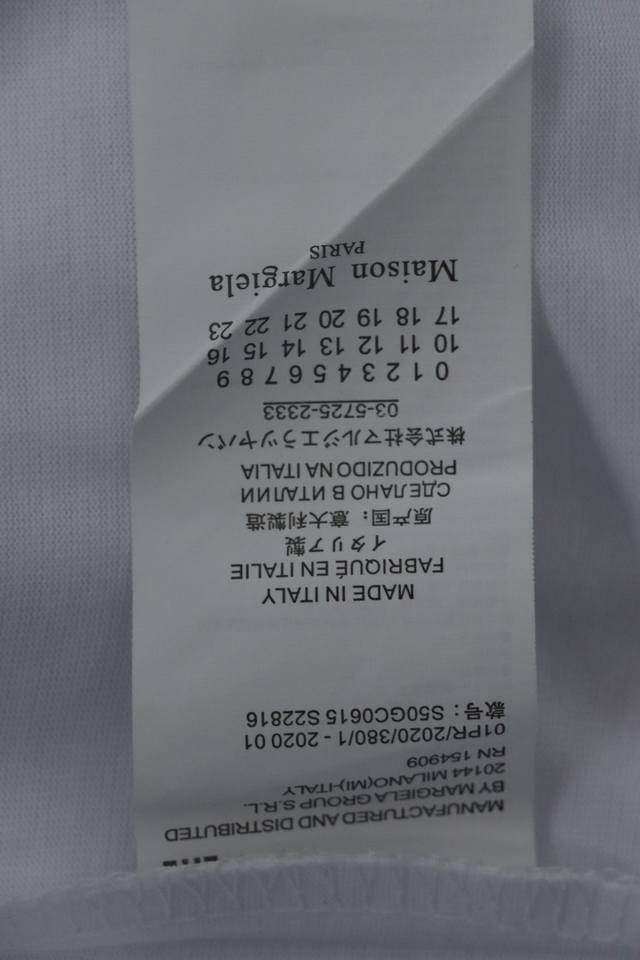 MANUFACTURED AND DISTRIBUTED
BY MARGIELA GROUP S.R.L.
20144 MILANO(MI)-ITALY
RN 154909
01PR/2020/380/1 - 2020 01
款号：S50GC0615 S22816
MADE IN ITALY
FABRIQUÉ EN ITALIE
イタリア製
原产国：意大利製造
СДЕЛАНО В ИТАЛИИ
PRODUZIDO NA ITALIA
株式会社マルジエラジャパン
03-5725-2333
0 1 2 3 4 5 6 7 8 9
10 11 12 13 14 15 16
17 18 19 20 21 22 23
Maison Margiela
PARIS